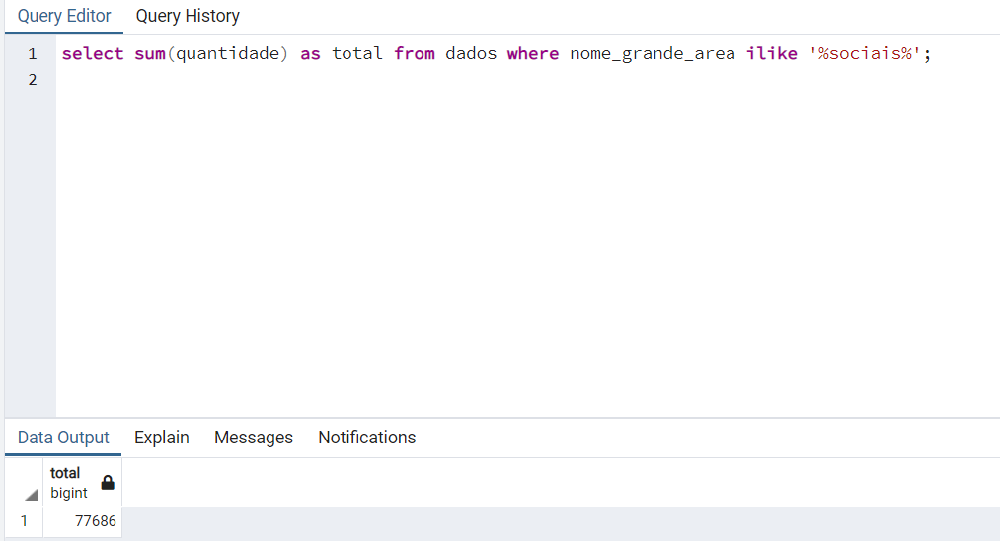 Query Editor Query History
1 select sum(quantidade) as total from dados where nome_grande_area ilike '%sociais%';
2
Data Output Explain Messages Notifications
total
bigint
1 77686